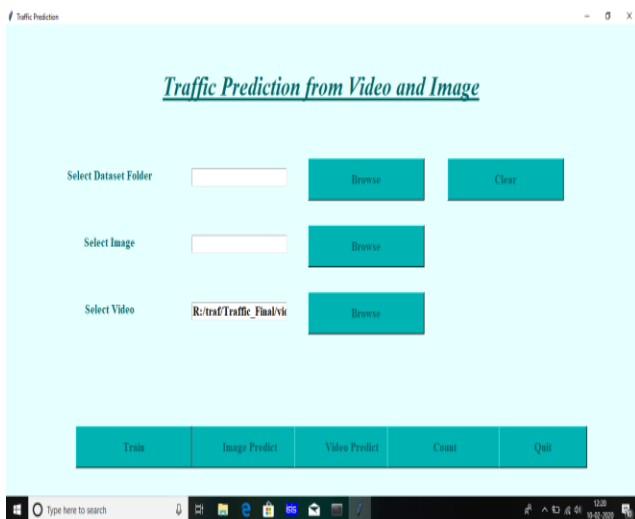 Traffic Prediction
Traffic Prediction from Video and Image
Select Dataset Folder
Browse
Clear
Select Image
Browse
Select Video
R:/traf/Traffic_Final/vic
Browse
Train
Image Predict
Video Predict
Count
Quit
Type here to search
12:20
10-02-2020